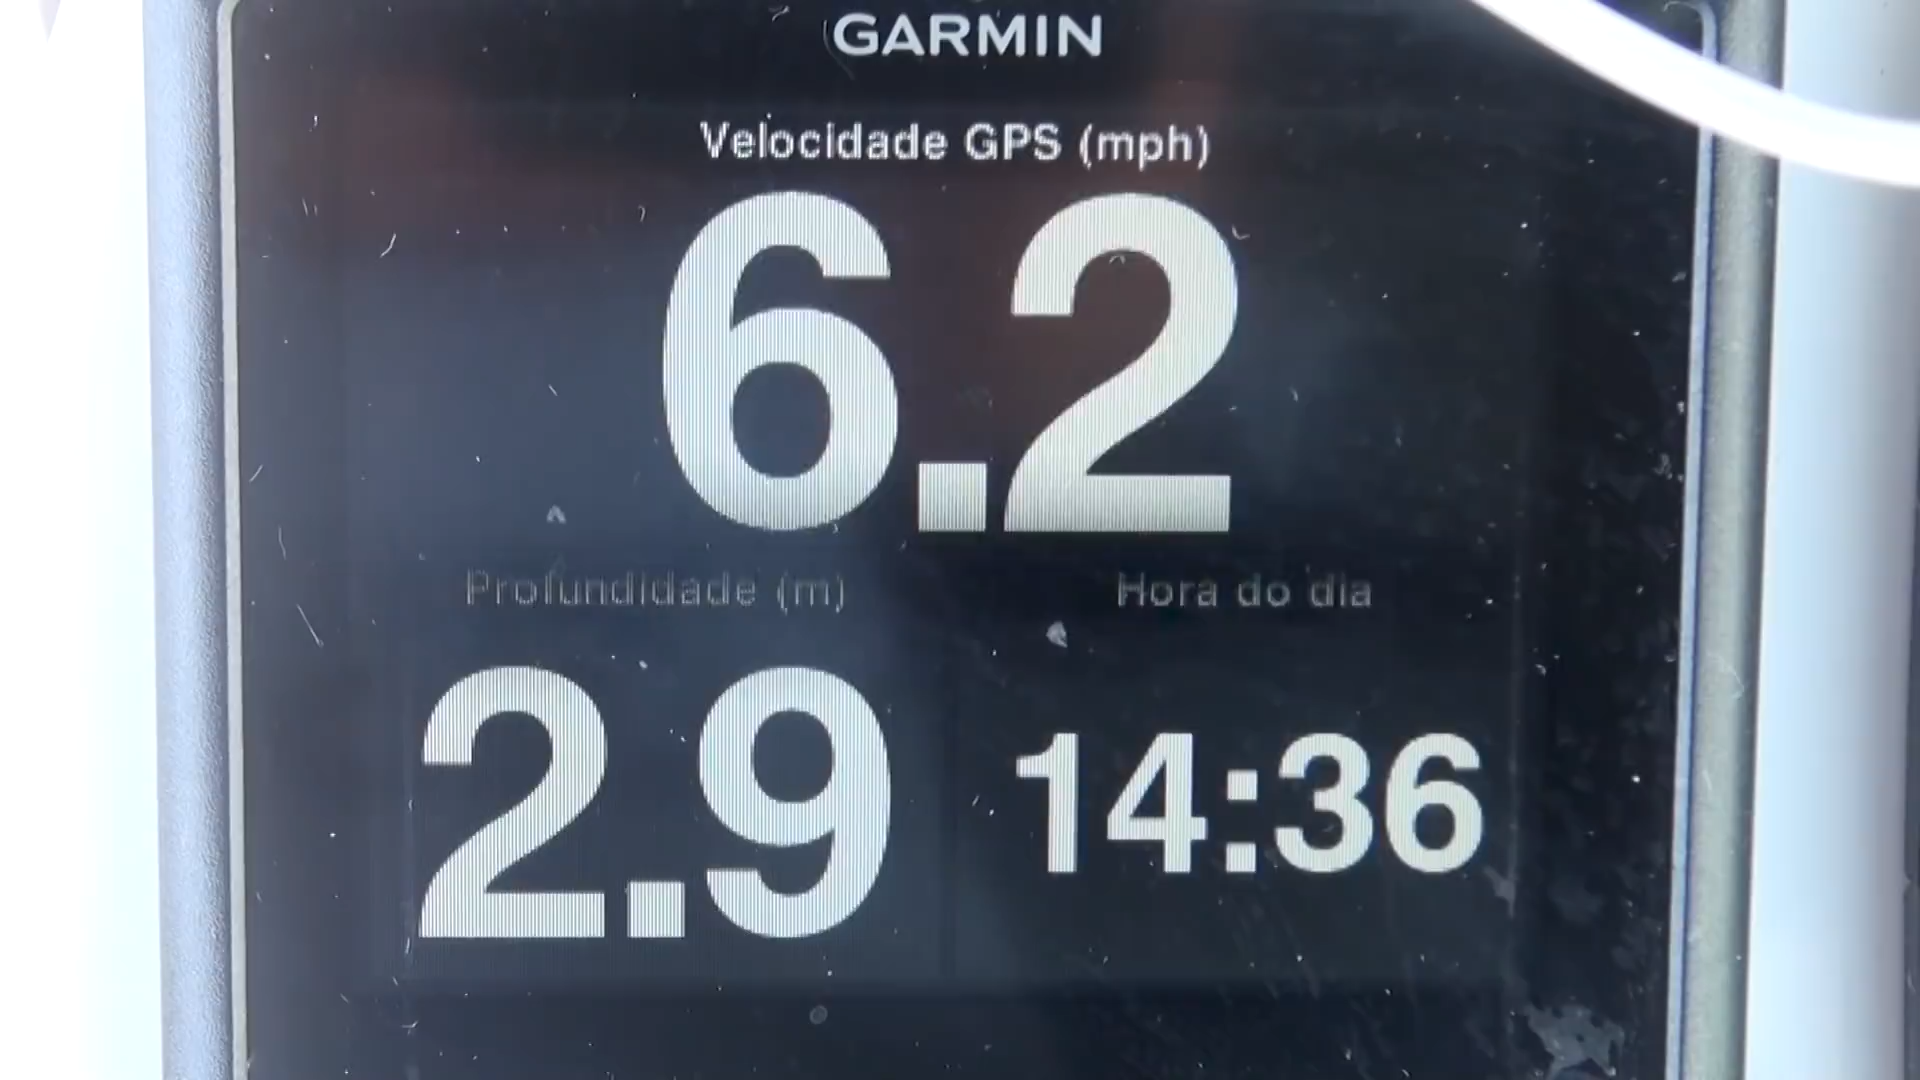 GARMIN
Velocidade GPS (mph)
6.2
Profundidade (m)
Hora do dia
2.9
14:36